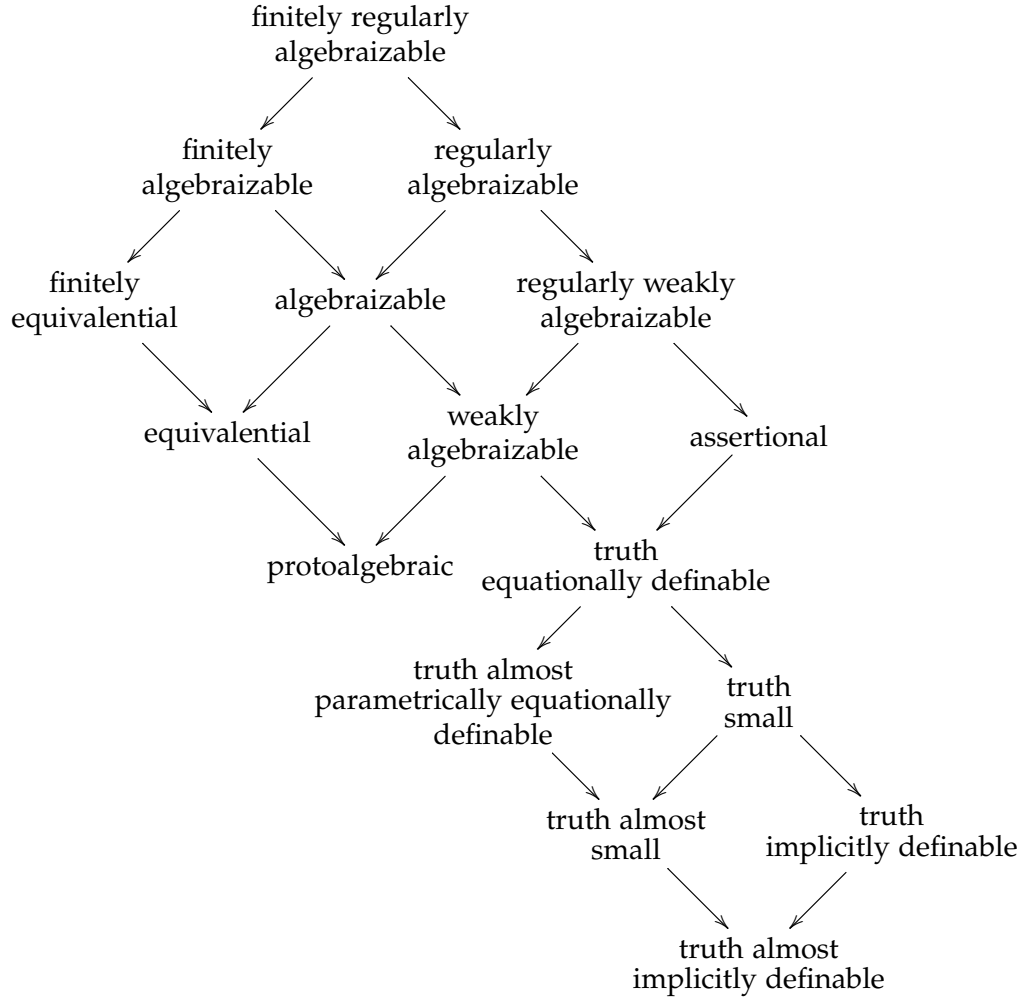 finitely regularly
algebraizable
finitely
algebraizable
regularly
algebraizable
finitely
equivalential
algebraizable
regularly weakly
algebraizable
equivalential
weakly
algebraizable
assertional
protoalgebraic
truth
equationally definable
truth almost
parametrically equationally
definable
truth
small
truth almost
small
truth
implicitly definable
truth almost
implicitly definable